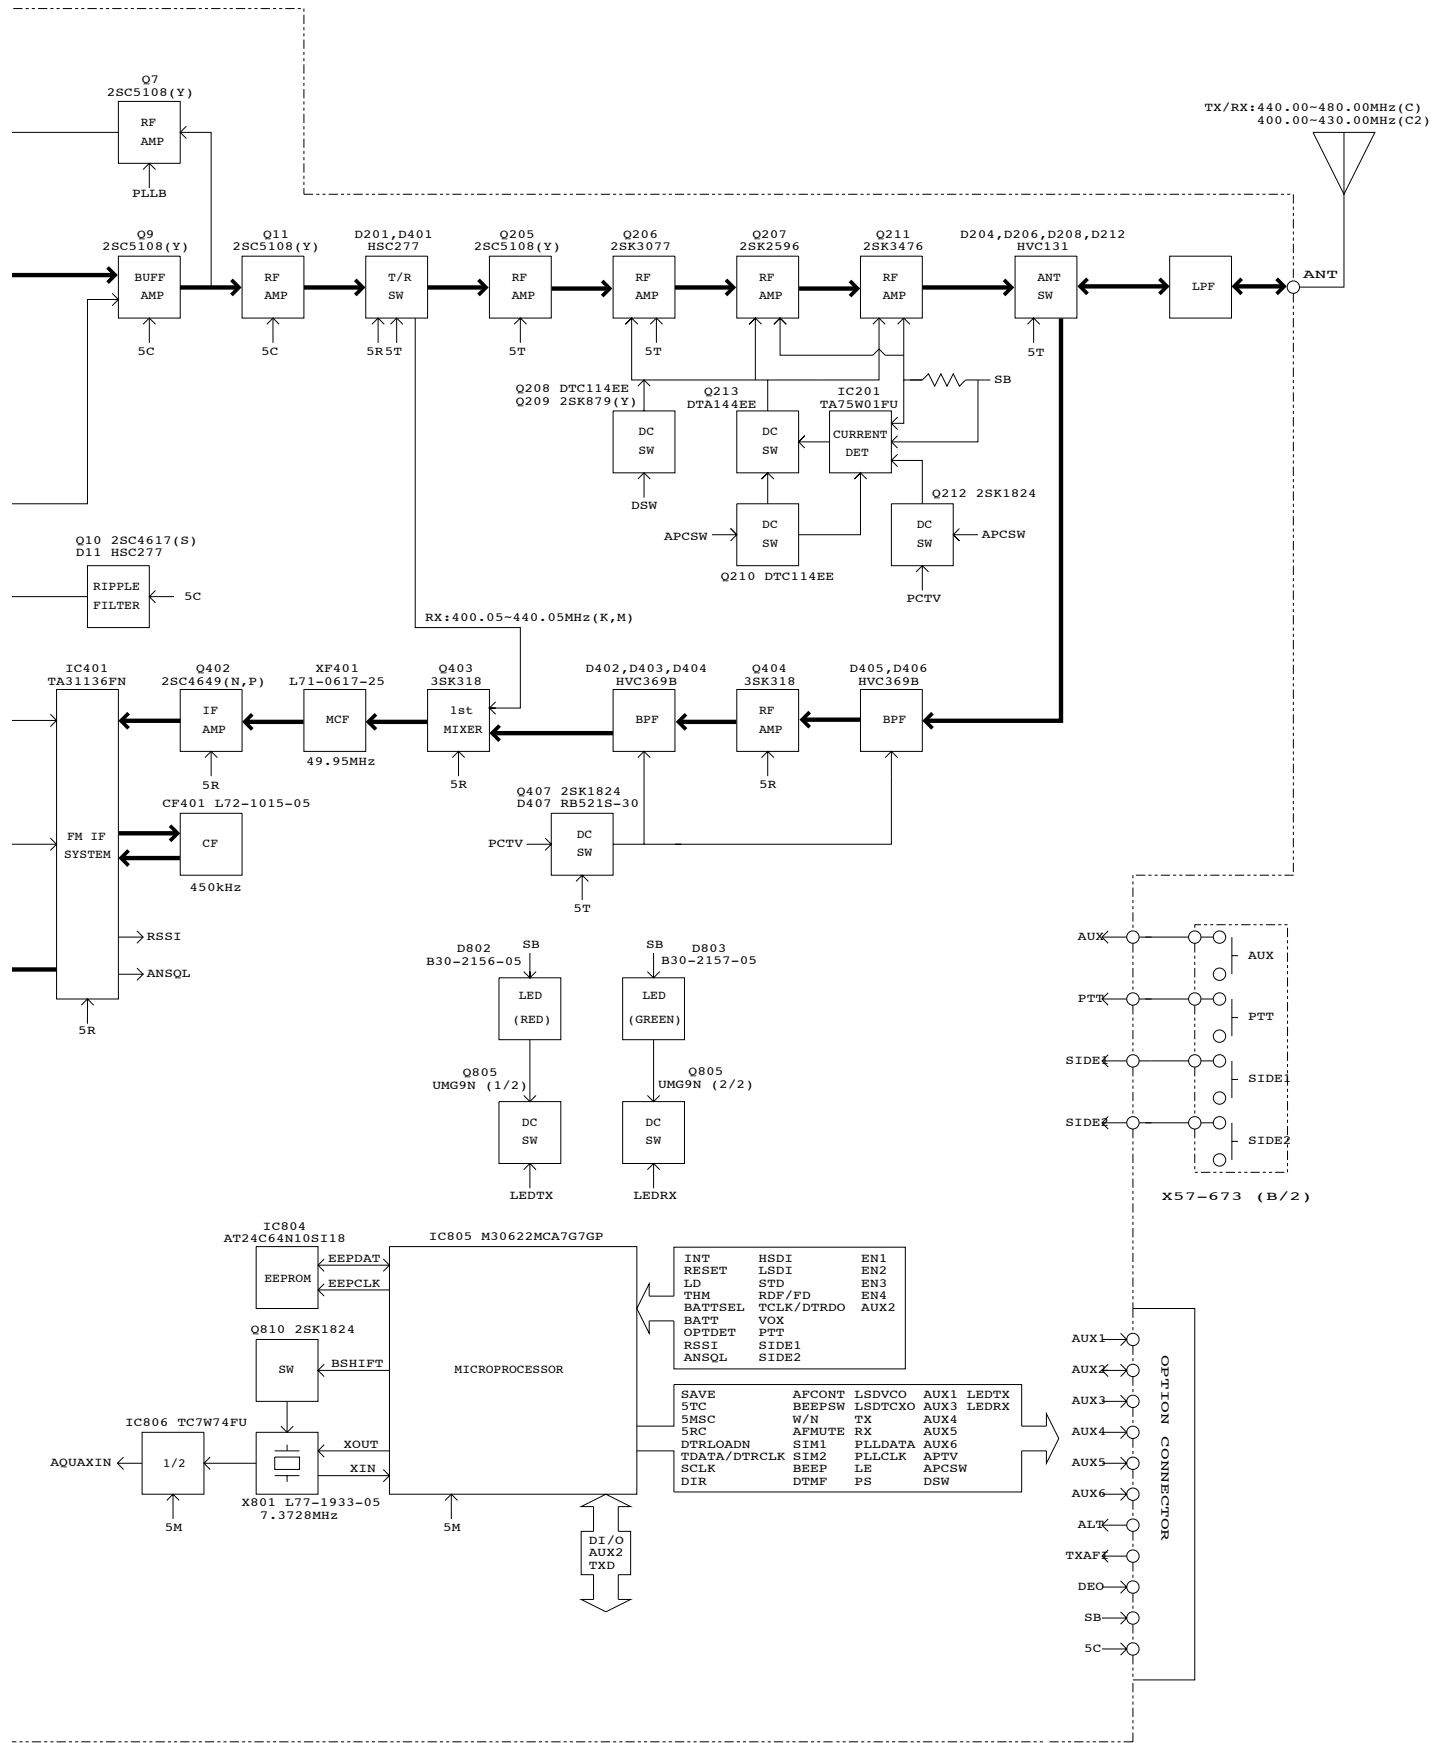 Q7
2SC5108(Y)
RF
AMP
PLLB
TX/RX:440.00~480.00MHz(C)
400.00~430.00MHz(C2)
ANT
Q9
2SC5108(Y)
BUFF
AMP
5C
Q11
2SC5108(Y)
RF
AMP
5C
D201,D401
HSC277
T/R
SW
5R 5T
Q205
2SC5108(Y)
RF
AMP
5T
Q206
2SK3077
RF
AMP
5T
Q207
2SK2596
RF
AMP
Q211
2SK3476
RF
AMP
D204,D206,D208,D212
HVC131
ANT
SW
5T
LPF
SB
Q208 DTC114EE
Q209 2SK879(Y)
DC
SW
DSW
Q213
DTA144EE
DC
SW
IC201
TA75W01FU
CURRENT
DET
APCSW
DC
SW
Q210 DTC114EE
Q212 2SK1824
DC
SW
APCSW
PCTV
Q10 2SC4617(S)
D11 HSC277
RIPPLE
FILTER
5C
RX:400.05~440.05MHz(K,M)
IC401
TA31136FN
FM IF
SYSTEM
5R
RSSI
ANSQL
Q402
2SC4649(N,P)
IF
AMP
5R
XF401
L71-0617-25
MCF
49.95MHz
Q403
3SK318
1st
MIXER
5R
D402,D403,D404
HVC369B
BPF
Q404
3SK318
RF
AMP
5R
D405,D406
HVC369B
BPF
CF401 L72-1015-05
CF
450kHz
Q407 2SK1824
D407 RB521S-30
PCTV
DC
SW
5T
D802
B30-2156-05
SB
LED
(RED)
Q805
UMG9N (1/2)
DC
SW
LEDTX
SB
D803
B30-2157-05
LED
(GREEN)
Q805
UMG9N (2/2)
DC
SW
LEDRX
AUX
AUX
PTT
PTT
SIDE1
SIDE1
SIDE2
SIDE2
X57-673 (B/2)
IC804
AT24C64N10SI18
EEPROM
EEPDAT
EEPCLK
Q810 2SK1824
SW
BSHIFT
IC806 TC7W74FU
AQUAXIN
1/2
5M
XOUT
XIN
X801 L77-1933-05
7.3728MHz
IC805 M30622MCA7G7GP
MICROPROCESSOR
5M
INT HSDI EN1
RESET LSDI EN2
LD STD EN3
THM RDF/FD EN4
BATTSEL TCLK/DTRDO AUX2
BATT VOX
OPTDET PTT
RSSI SIDE1
ANSQL SIDE2
SAVE AFCONT LSDVCO AUX1 LEDTX
5TC BEEPSW LSDTCXO AUX3 LEDRX
5MSC W/N TX AUX4
5RC AFMUTE RX AUX5
DTRLOADN SIM1 PLLDATA AUX6
TDATA/DTRCLK SIM2 PLLCLK APTV
SCLK BEEP LE APCSW
DIR DTMF PS DSW
DI/O
AUX2
TXD
AUX1
AUX2
AUX3
AUX4
AUX5
AUX6
ALT
TXAFI
DEO
SB
5C
OPTION CONNECTOR